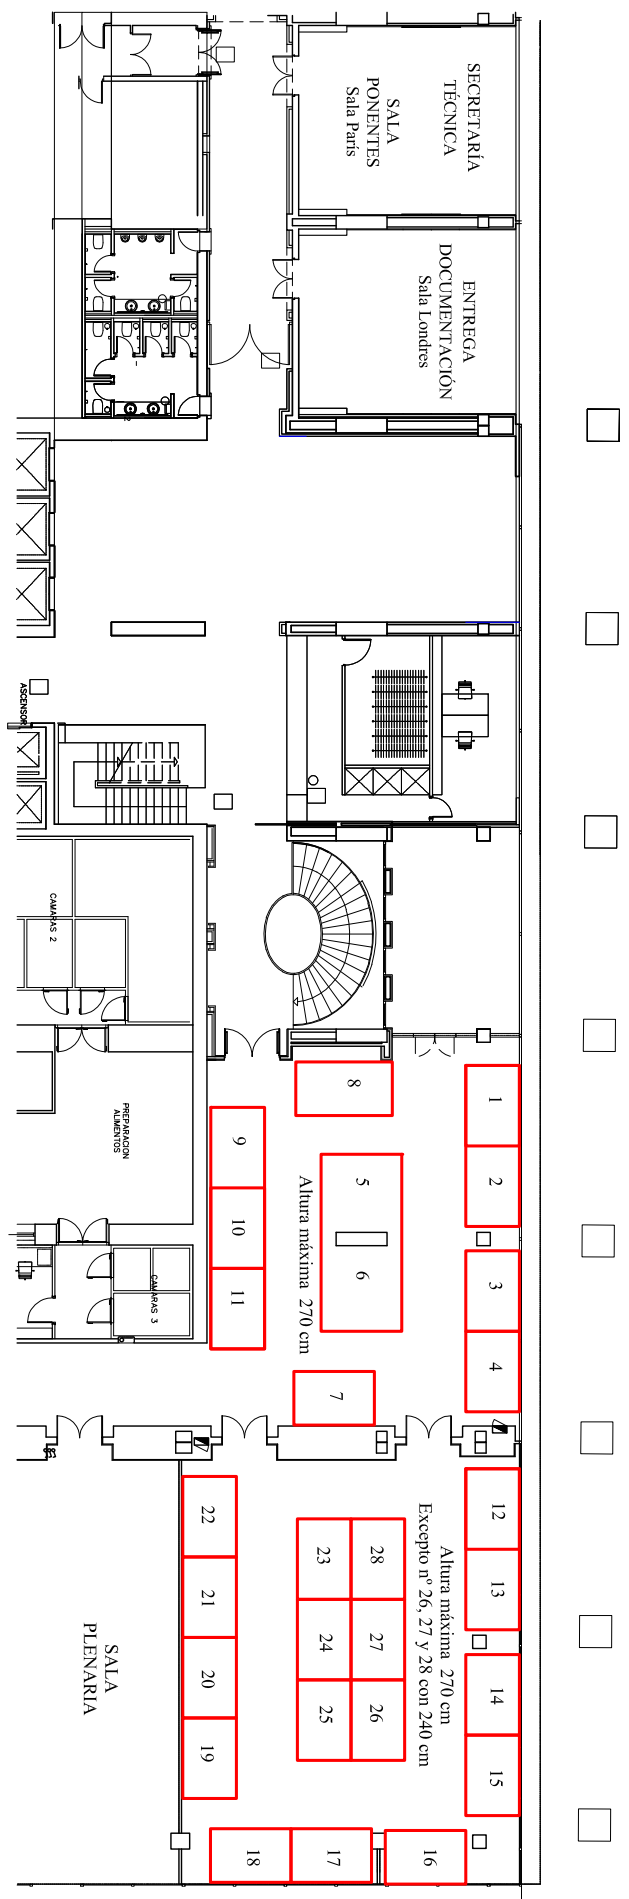 SECRETARÍA
TÉCNICA
SALA
PONENTES
Sala París
ENTREGA
DOCUMENTACIÓN
Sala Londres
ASCENSOR
CAMARAS 2
PREPARACION
ALIMENTOS
CAMARAS 3
1
2
3
4
5
6
7
8
9
10
11
Altura máxima 270 cm
12
13
14
15
16
17
18
19
20
21
22
23
24
25
26
27
28
Altura máxima 270 cm
Excepto nº 26, 27 y 28 con 240 cm
SALA
PLENARIA